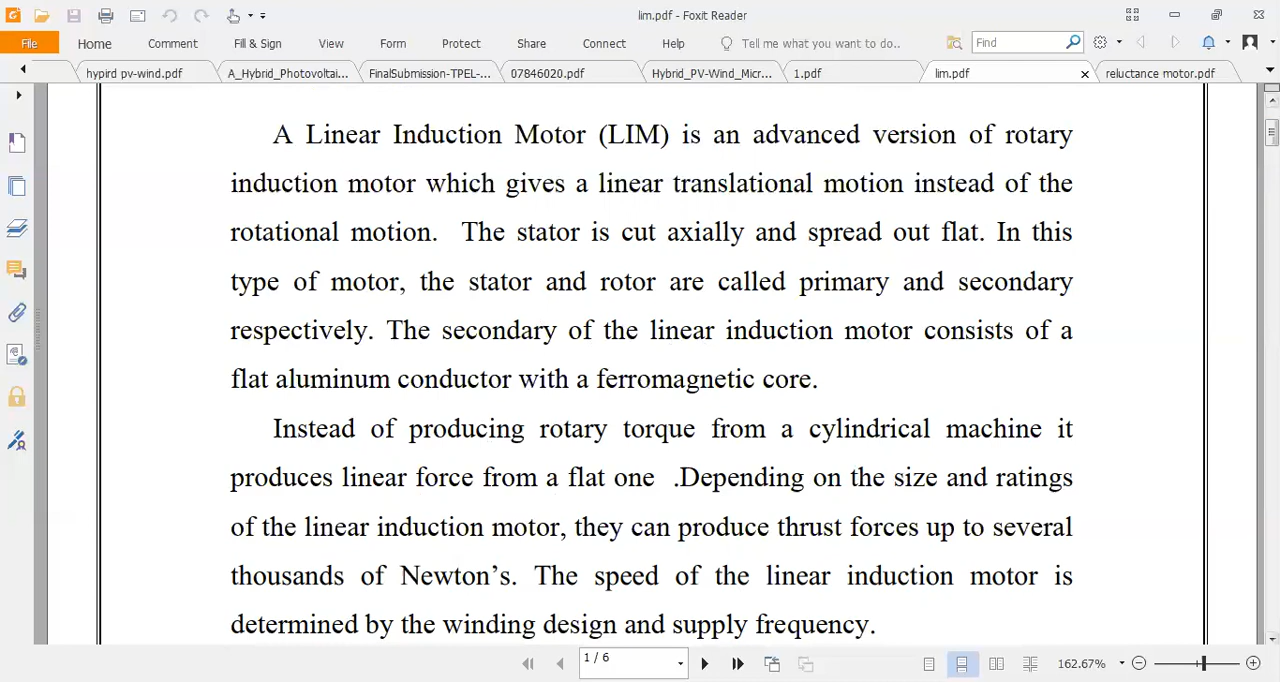 lim.pdf - Foxit Reader
File Home Comment Fill & Sign View Form Protect Share Connect Help Tell me what you want to do.. Find
hypird pv-wind.pdf A_Hybrid_Photovoltai... FinalSubmission-TPEL-... 07846020.pdf Hybrid_PV-Wind_Micr... 1.pdf lim.pdf reluctance motor.pdf
A Linear Induction Motor (LIM) is an advanced version of rotary
induction motor which gives a linear translational motion instead of the
rotational motion. The stator is cut axially and spread out flat. In this
type of motor, the stator and rotor are called primary and secondary
respectively. The secondary of the linear induction motor consists of a
flat aluminum conductor with a ferromagnetic core.
Instead of producing rotary torque from a cylindrical machine it
produces linear force from a flat one .Depending on the size and ratings
of the linear induction motor, they can produce thrust forces up to several
thousands of Newton’s. The speed of the linear induction motor is
determined by the winding design and supply frequency.
1 / 6 162.67%